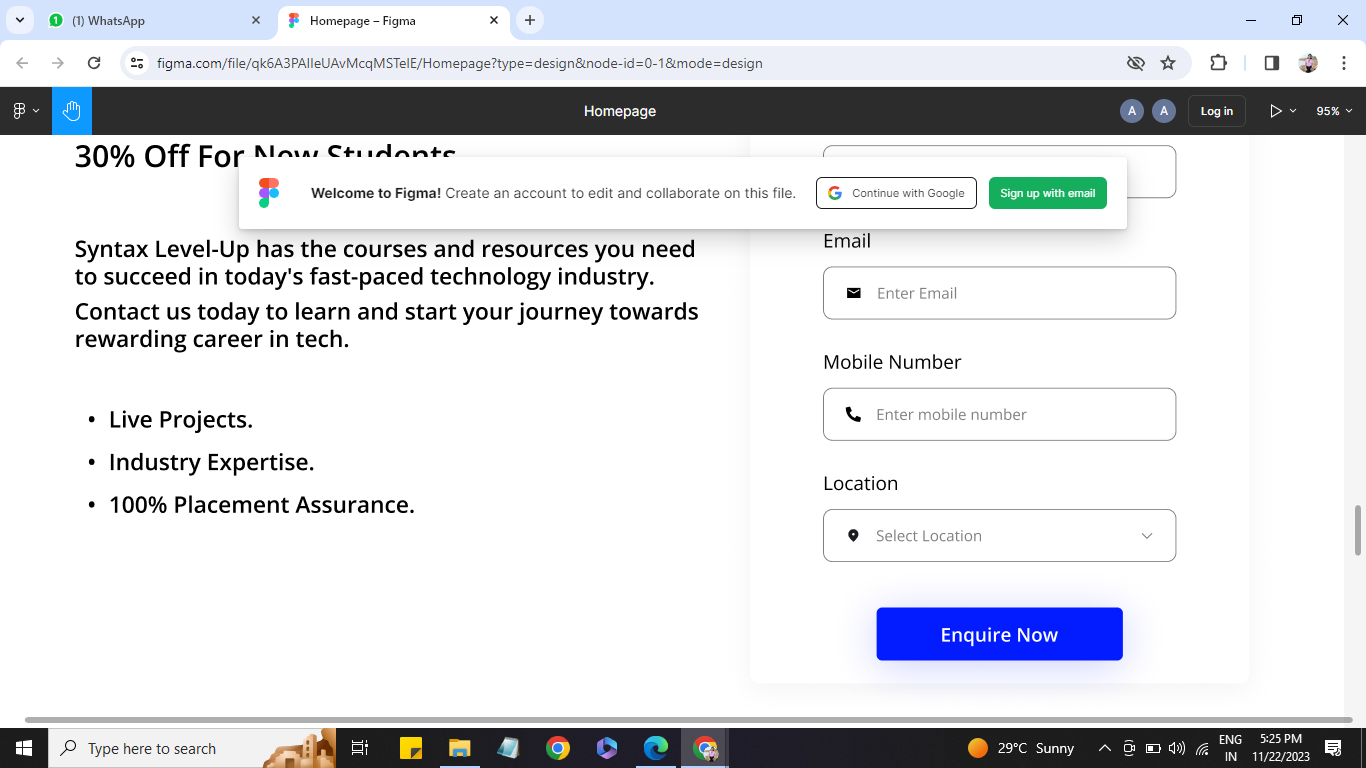 (1) WhatsApp
Homepage – Figma
figma.com/file/qk6A3PAIleUAvMcqMSTelE/Homepage?type=design&node-id=0-1&mode=design
Homepage
A
A
Log in
95%
30% Off For New Students
Welcome to Figma! Create an account to edit and collaborate on this file.
Continue with Google
Sign up with email
Syntax Level-Up has the courses and resources you need
to succeed in today's fast-paced technology industry.
Contact us today to learn and start your journey towards
rewarding career in tech.
• Live Projects.
• Industry Expertise.
• 100% Placement Assurance.
Email
Enter Email
Mobile Number
Enter mobile number
Location
Select Location
Enquire Now
Type here to search
29°C Sunny
ENG
IN
5:25 PM
11/22/2023